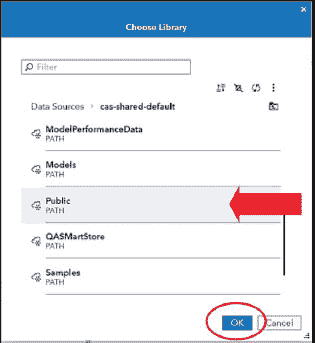 Choose Library
Filter
Data Sources > cas-shared-default
ModelPerformanceData
PATH
Models
PATH
Public
PATH
QASMartStore
PATH
Samples
PATH
OK Cancel